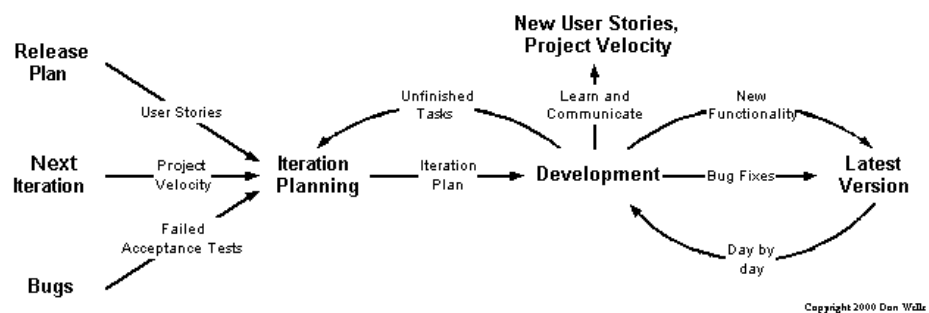 New User Stories,
Project Velocity
Release
Plan
User Stories
Unfinished
Tasks
Learn and
Communicate
New
Functionality
Next
Iteration
Project
Velocity
Iteration
Planning
Iteration
Plan
Development
Bug Fixes
Latest
Version
Failed
Acceptance Tests
Day by
day
Bugs
Copyright 2000 Don Wells